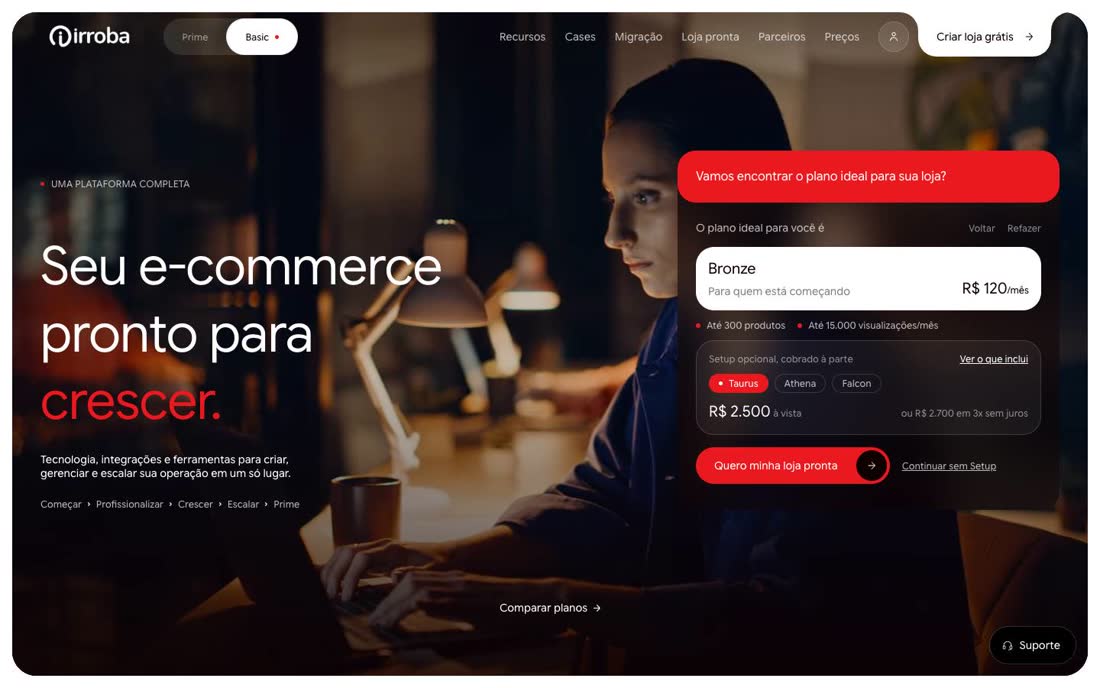 irroba
Prime
Basic
Recursos
Cases
Migração
Loja pronta
Parceiros
Preços
Criar loja grátis
UMA PLATAFORMA COMPLETA
Seu e-commerce
pronto para
crescer.
Tecnologia, integrações e ferramentas para criar,
gerenciar e escalar sua operação em um só lugar.
Começar › Profissionalizar › Crescer › Escalar › Prime
Vamos encontrar o plano ideal para sua loja?
O plano ideal para você é
Voltar
Refazer
Bronze
Para quem está começando
R$ 120/mês
Até 300 produtos
Até 15.000 visualizações/mês
Setup opcional, cobrado à parte
Ver o que inclui
Taurus
Athena
Falcon
R$ 2.500 à vista
ou R$ 2.700 em 3x sem juros
Quero minha loja pronta
Continuar sem Setup
Comparar planos
Suporte